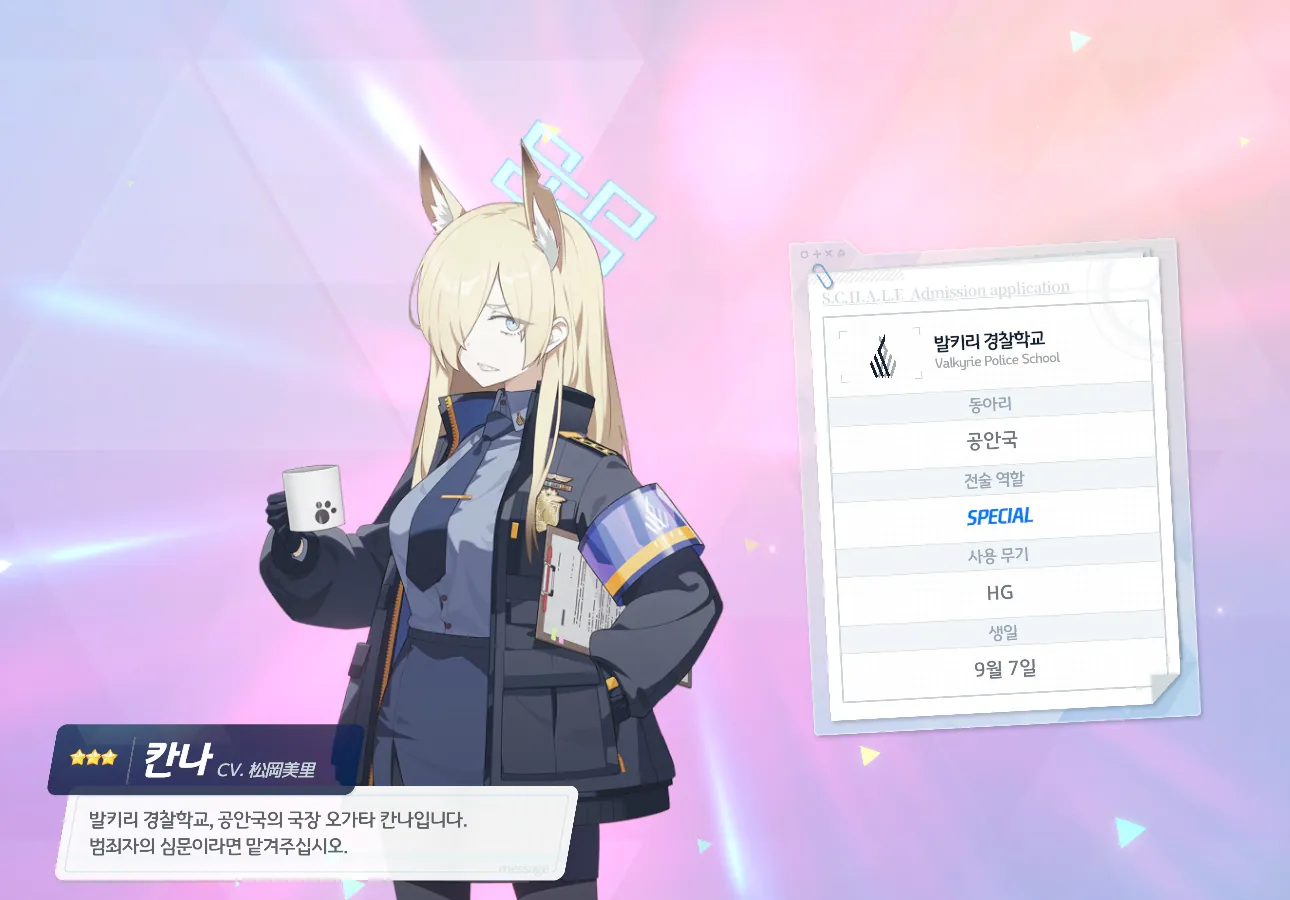 S.C.H.A.L.E Admission application
발키리 경찰학교
Valkyrie Police School
동아리
공안국
전술 역할
SPECIAL
사용 무기
HG
생일
9월 7일
칸나 CV. 松岡美里
발키리 경찰학교, 공안국의 국장 오가타 칸나입니다.
범죄자의 심문이라면 맡겨주십시오.
message